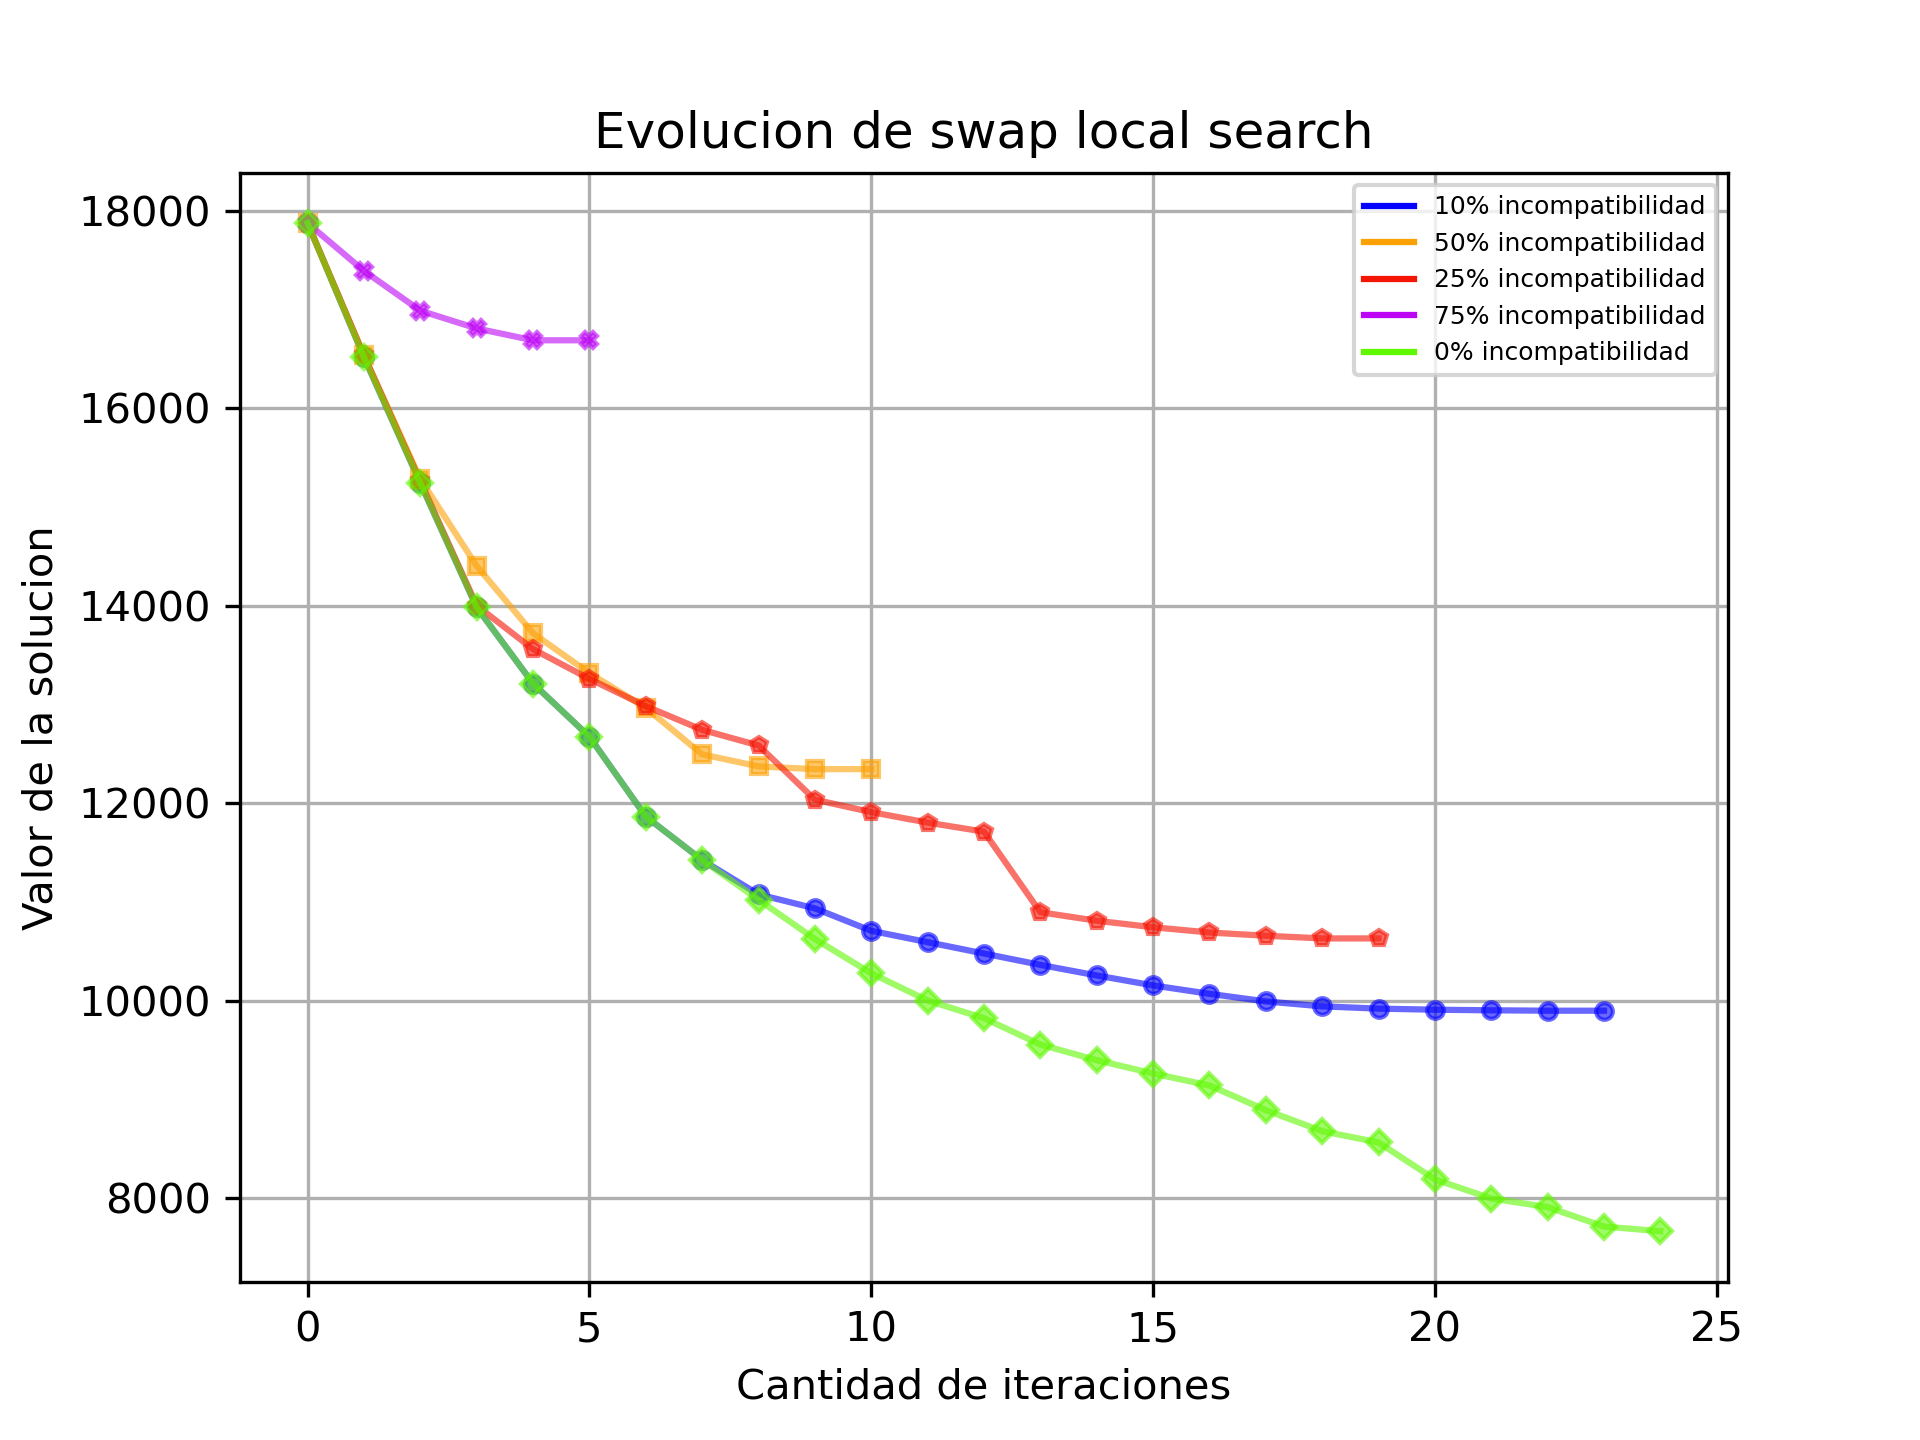 Evolucion de swap local search
10% incompatibilidad
50% incompatibilidad
25% incompatibilidad
75% incompatibilidad
0% incompatibilidad
18000
16000
14000
12000
10000
8000
Valor de la solucion
0 5 10 15 20 25
Cantidad de iteraciones